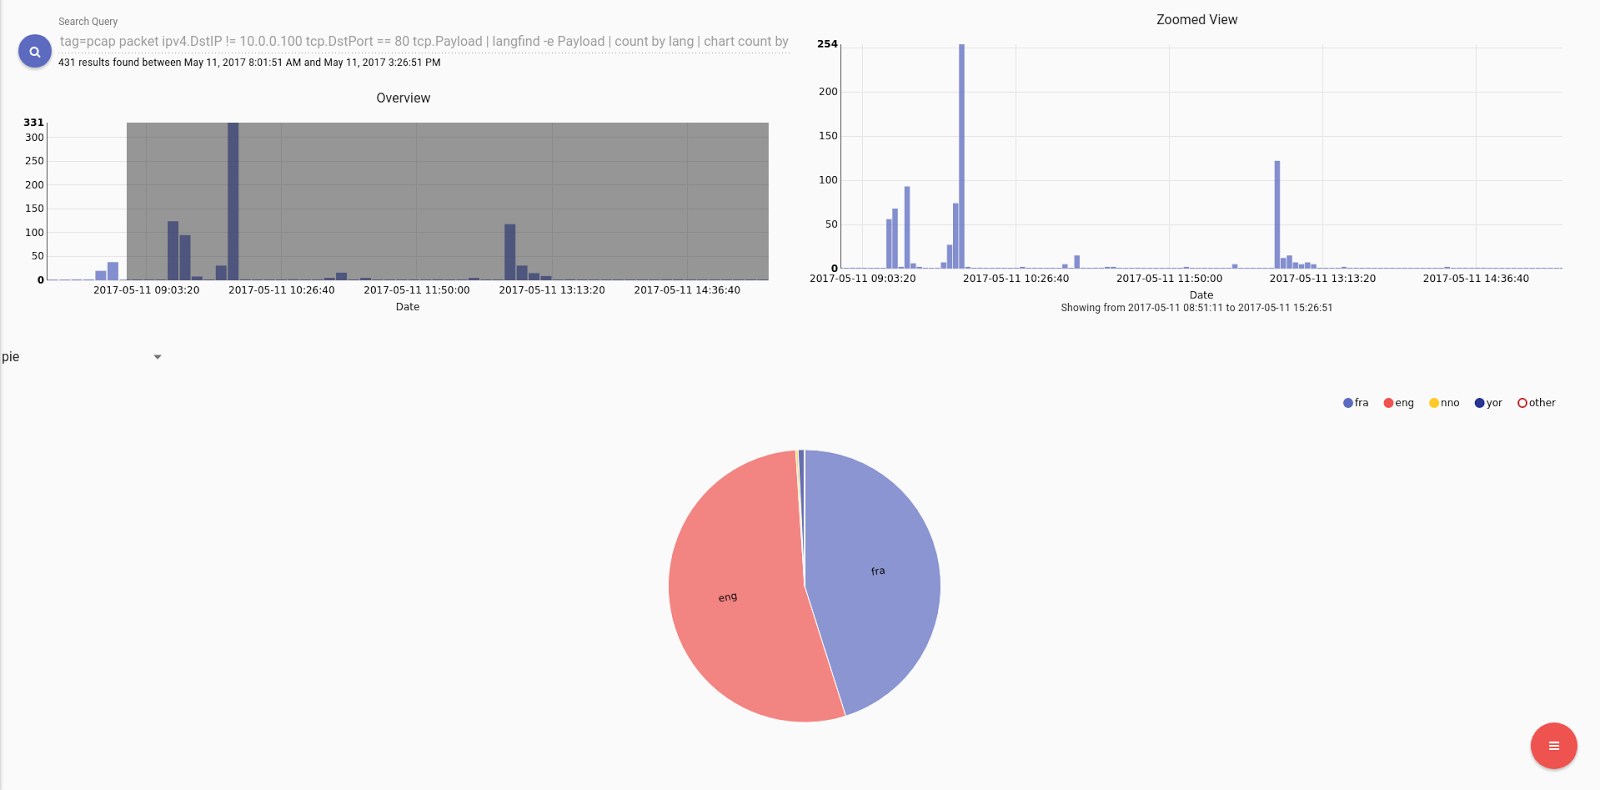 Search Query
tag=pcap packet ipv4.DstIP != 10.0.0.100 tcp.DstPort == 80 tcp.Payload | langfind -e Payload | count by lang | chart count by
431 results found between May 11, 2017 8:01:51 AM and May 11, 2017 3:26:51 PM
Overview
331
300
250
200
150
100
50
0
2017-05-11 09:03:20 2017-05-11 10:26:40 2017-05-11 11:50:00 2017-05-11 13:13:20 2017-05-11 14:36:40
Date
Zoomed View
254
200
150
100
50
0
2017-05-11 09:03:20 2017-05-11 10:26:40 2017-05-11 11:50:00 2017-05-11 13:13:20 2017-05-11 14:36:40
Date
Showing from 2017-05-11 08:51:11 to 2017-05-11 15:26:51
pie
fra eng nno yor other
fra
eng